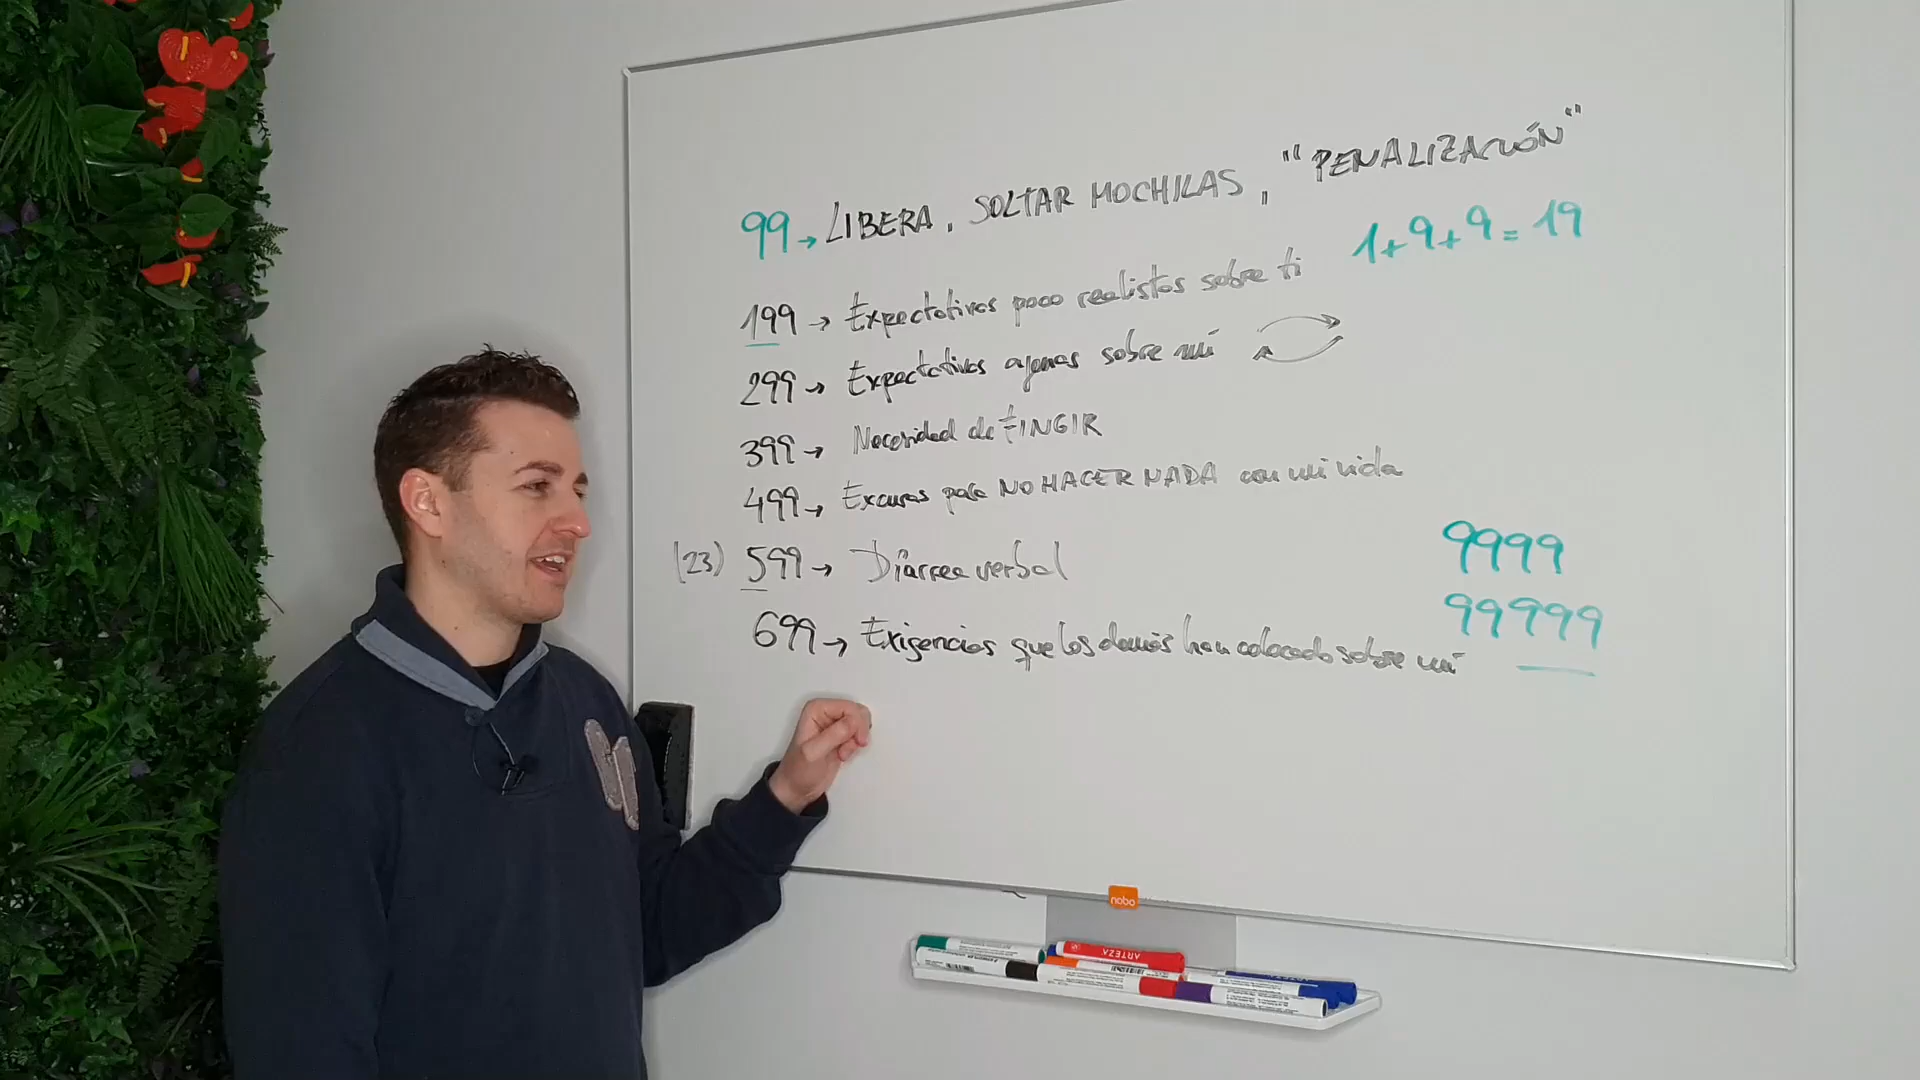 99 → LIBERA, SOLTAR MOCHILAS, "PENALIZACIÓN"
1+9+9=19
199 → Expectativas poco realistas sobre ti
299 → Expectativas ajenas sobre mí
399 → Necesidad de FINGIR
499 → Excusas para NO HACER NADA con mi vida
9999
(23) 599 → Diarrea verbal
99999
699 → Exigencias que los demás han colocado sobre mí
nobo
ARTEZA